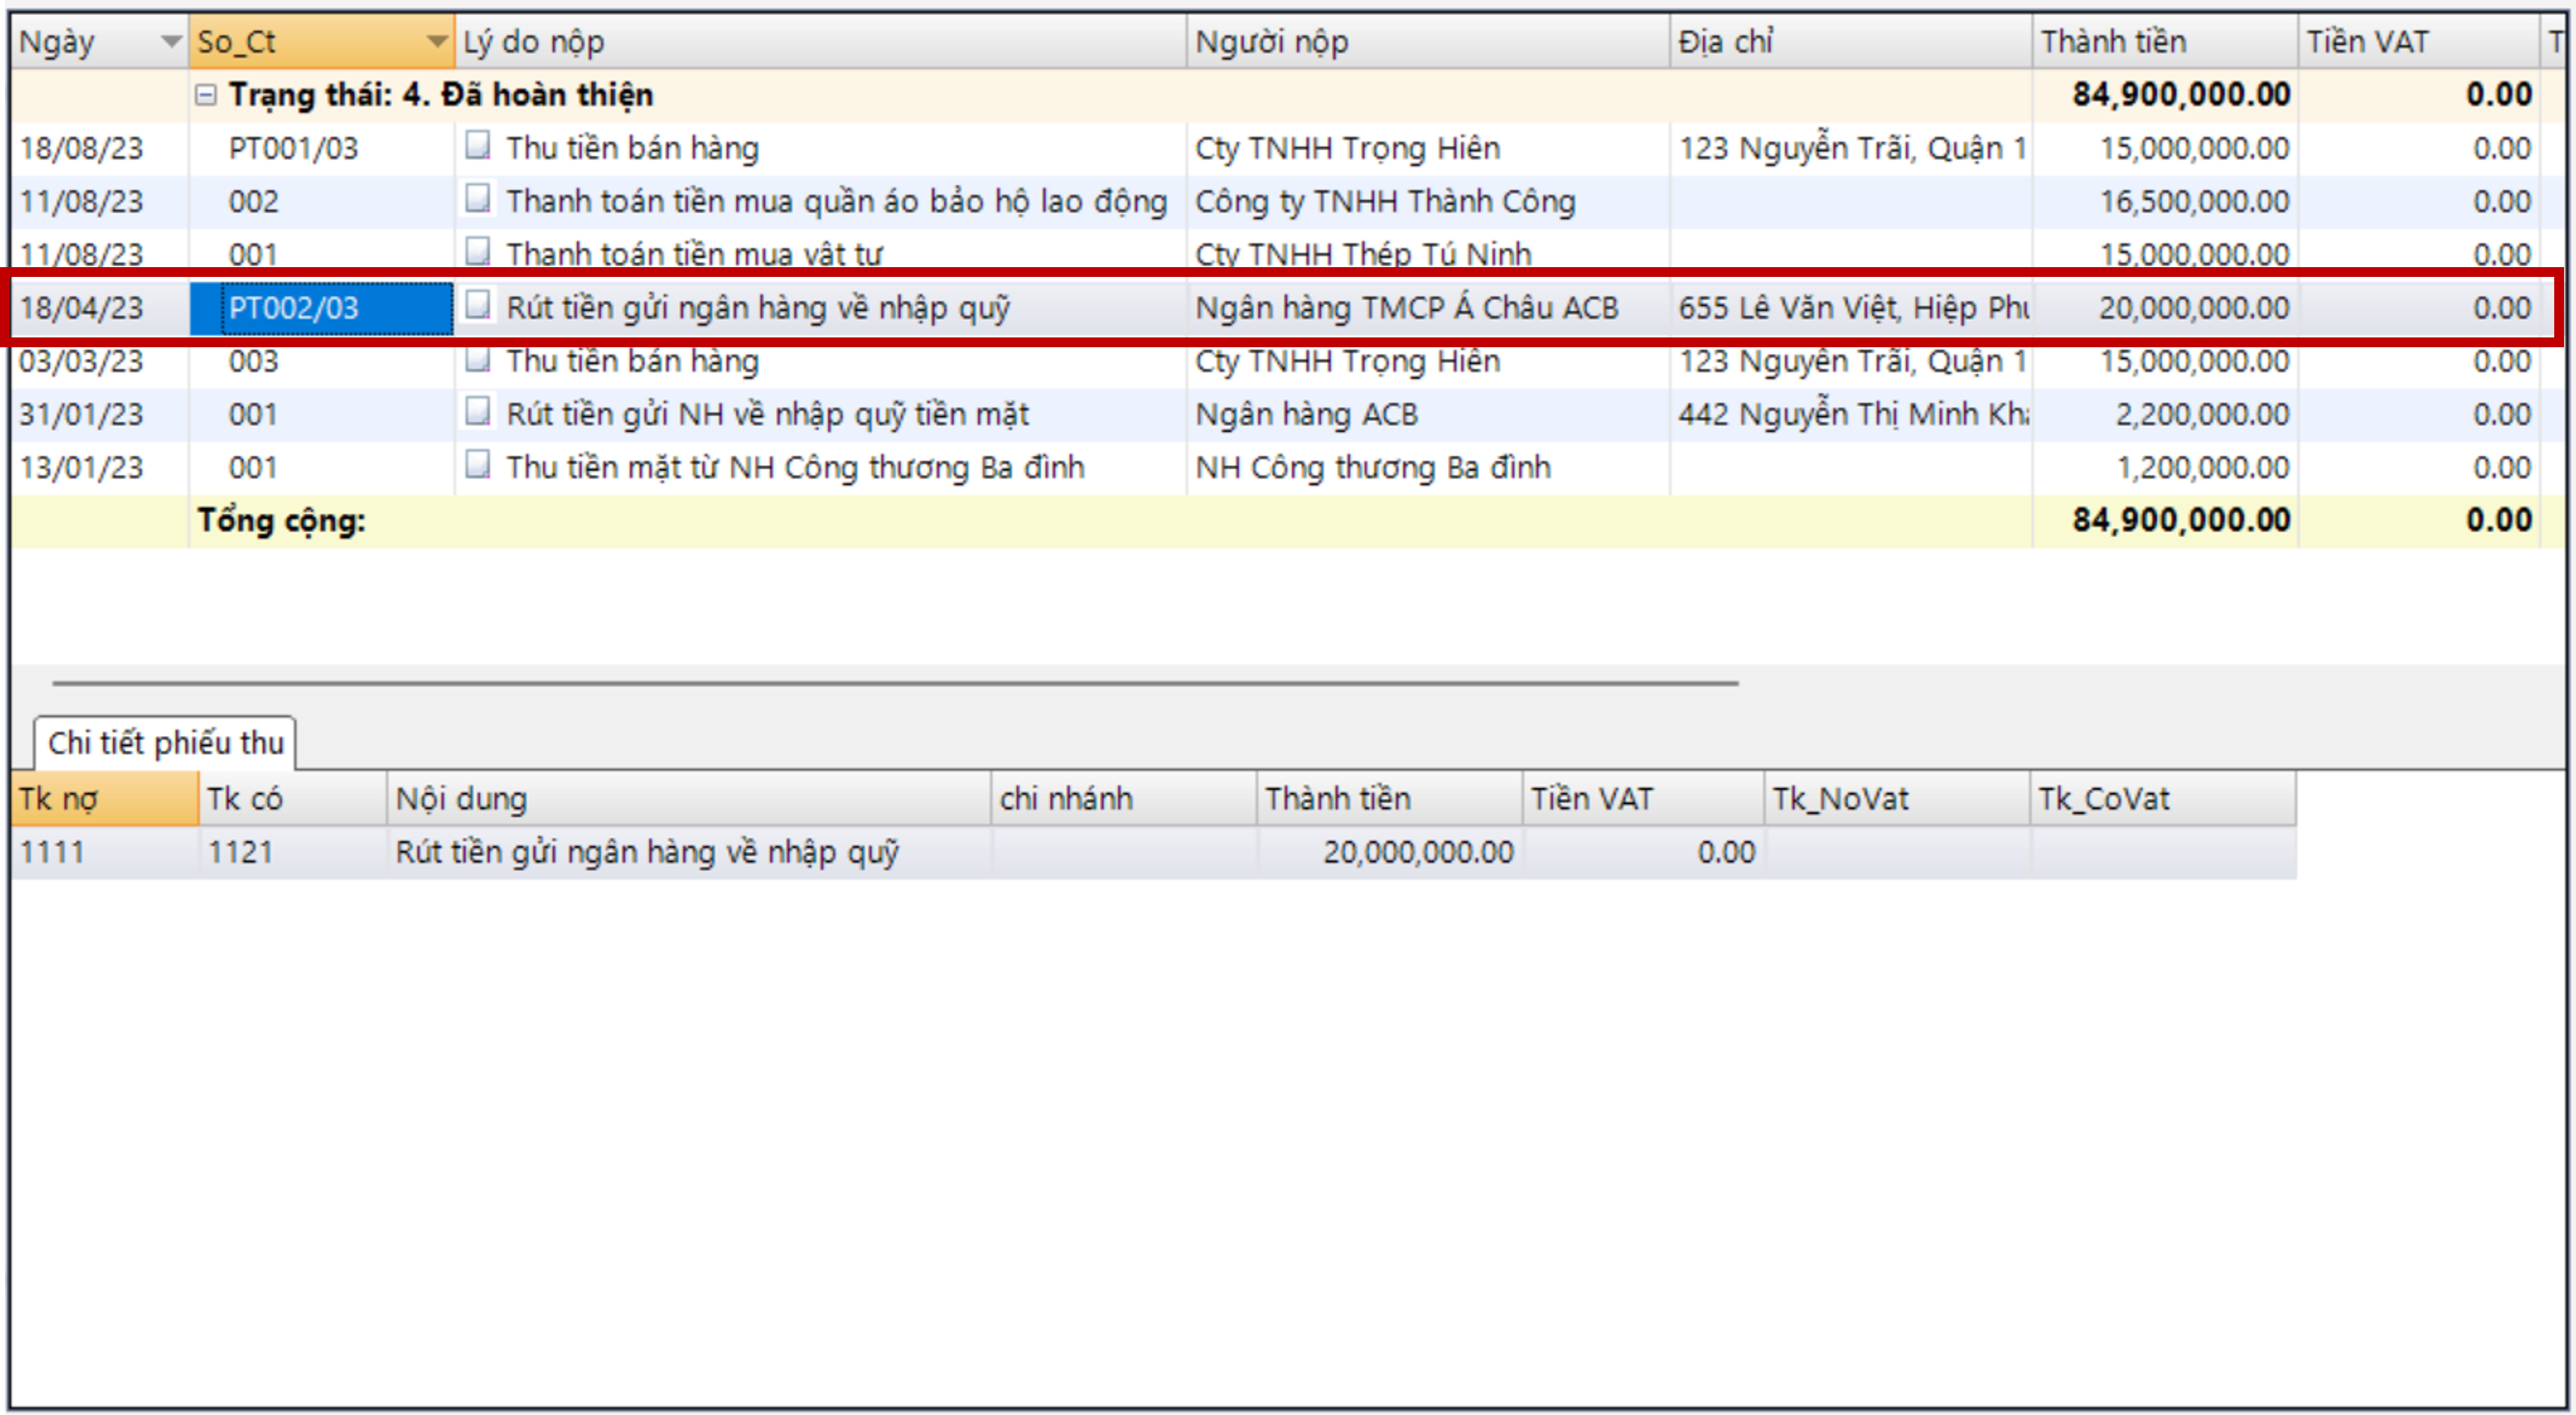 Ngày So_Ct Lý do nộp Người nộp Địa chỉ Thành tiền Tiền VAT T
Trạng thái: 4. Đã hoàn thiện 84,900,000.00 0.00
18/08/23 PT001/03 Thu tiền bán hàng Cty TNHH Trọng Hiên 123 Nguyễn Trãi, Quận 1 15,000,000.00 0.00
11/08/23 002 Thanh toán tiền mua quần áo bảo hộ lao động Công ty TNHH Thành Công 16,500,000.00 0.00
11/08/23 001 Thanh toán tiền mua vật tư Cty TNHH Thép Tú Ninh 15,000,000.00 0.00
18/04/23 PT002/03 Rút tiền gửi ngân hàng về nhập quỹ Ngân hàng TMCP Á Châu ACB 655 Lê Văn Việt, Hiệp Phu 20,000,000.00 0.00
03/03/23 003 Thu tiền bán hàng Cty TNHH Trọng Hiên 123 Nguyễn Trãi, Quận 1 15,000,000.00 0.00
31/01/23 001 Rút tiền gửi NH về nhập quỹ tiền mặt Ngân hàng ACB 442 Nguyễn Thị Minh Kha 2,200,000.00 0.00
13/01/23 001 Thu tiền mặt từ NH Công thương Ba đình NH Công thương Ba đình 1,200,000.00 0.00
Tổng cộng: 84,900,000.00 0.00
Chi tiết phiếu thu
Tk nợ Tk có Nội dung chi nhánh Thành tiền Tiền VAT Tk_NoVat Tk_CoVat
1111 1121 Rút tiền gửi ngân hàng về nhập quỹ 20,000,000.00 0.00